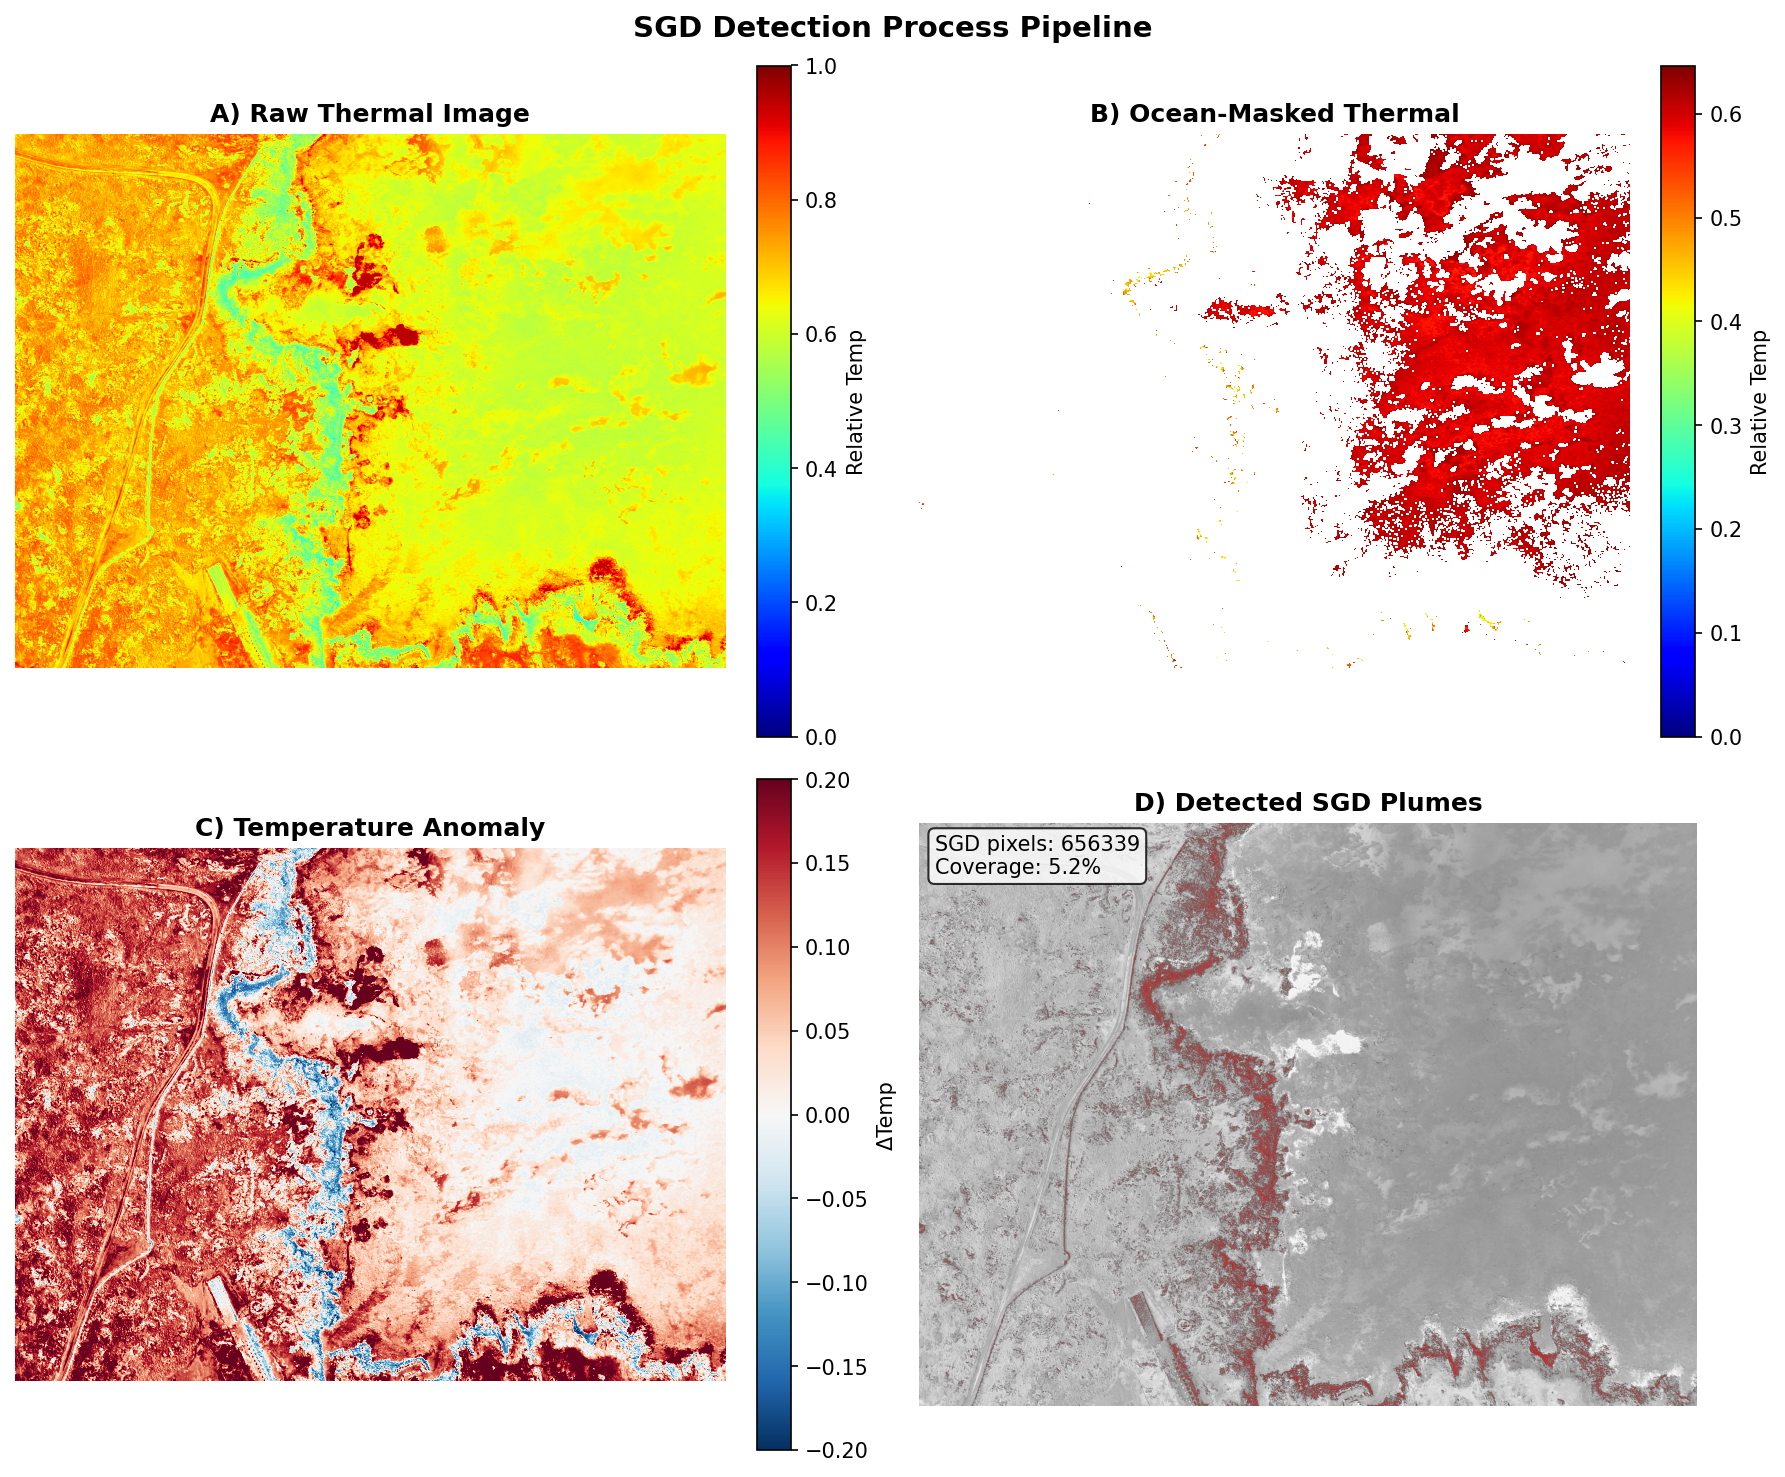 SGD Detection Process Pipeline
A) Raw Thermal Image
1.0
0.8
0.6
0.4
0.2
0.0
Relative Temp
B) Ocean-Masked Thermal
0.6
0.5
0.4
0.3
0.2
0.1
0.0
Relative Temp
C) Temperature Anomaly
0.20
0.15
0.10
0.05
0.00
−0.05
−0.10
−0.15
−0.20
ΔTemp
D) Detected SGD Plumes
SGD pixels: 656339
Coverage: 5.2%